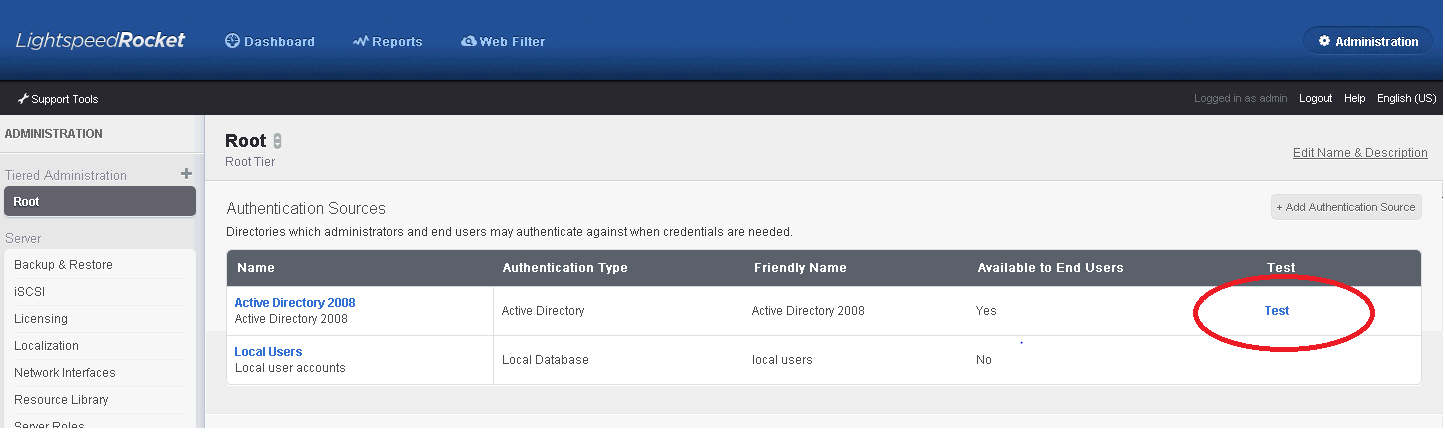 LightspeedRocket Dashboard Reports Web Filter Administration
Support Tools Logged in as admin Logout Help English (US)
ADMINISTRATION
Tiered Administration +
Root
Server
Backup & Restore
iSCSI
Licensing
Localization
Network Interfaces
Resource Library
Server Roles
Root
Root Tier
Edit Name & Description
Authentication Sources
+ Add Authentication Source
Directories which administrators and end users may authenticate against when credentials are needed.
Name Authentication Type Friendly Name Available to End Users Test
Active Directory 2008 Active Directory Active Directory 2008 Yes Test
Active Directory 2008
Local Users Local Database local users No
Local user accounts